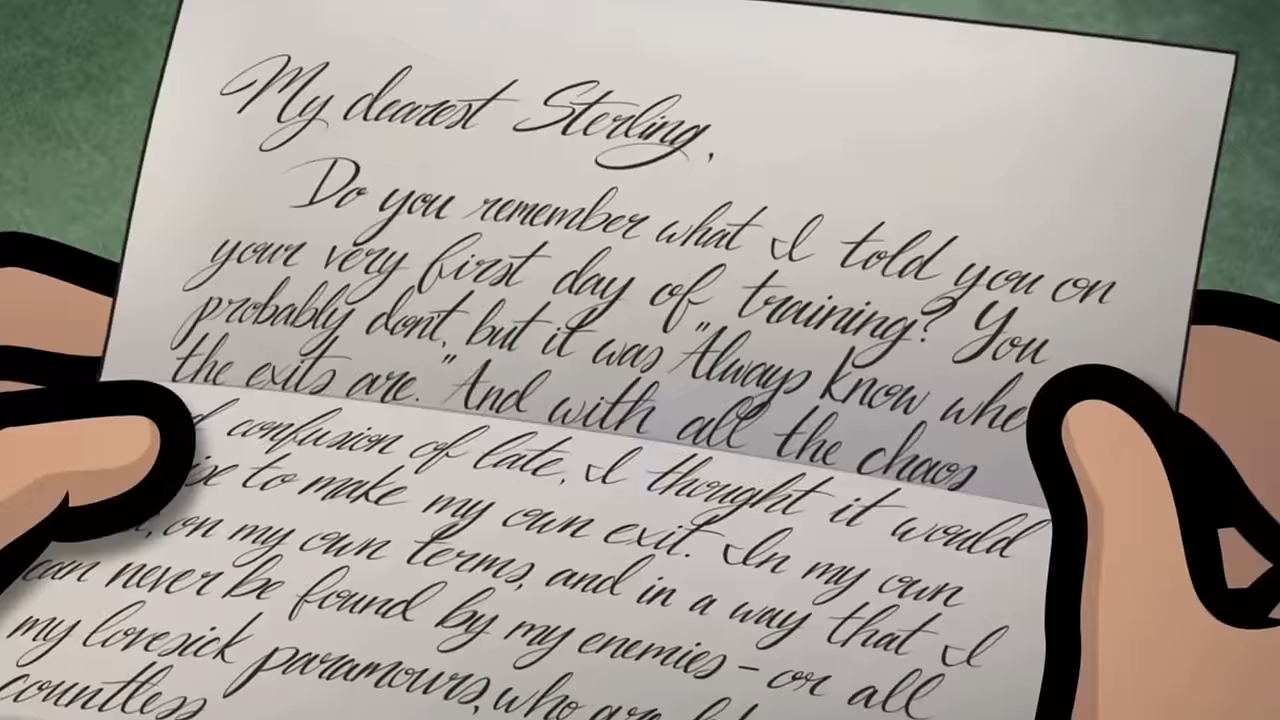 My dearest Sterling,
Do you remember what I told you on
your very first day of training? You
probably don't, but it was "Always know
the exits are." And with all the chaos
confusion of late, I thought it would
to make my own exit. In my own
, on my own terms, and in a way that I
can never be found by my enemies - or all
my lovesick paramours, who are
countless